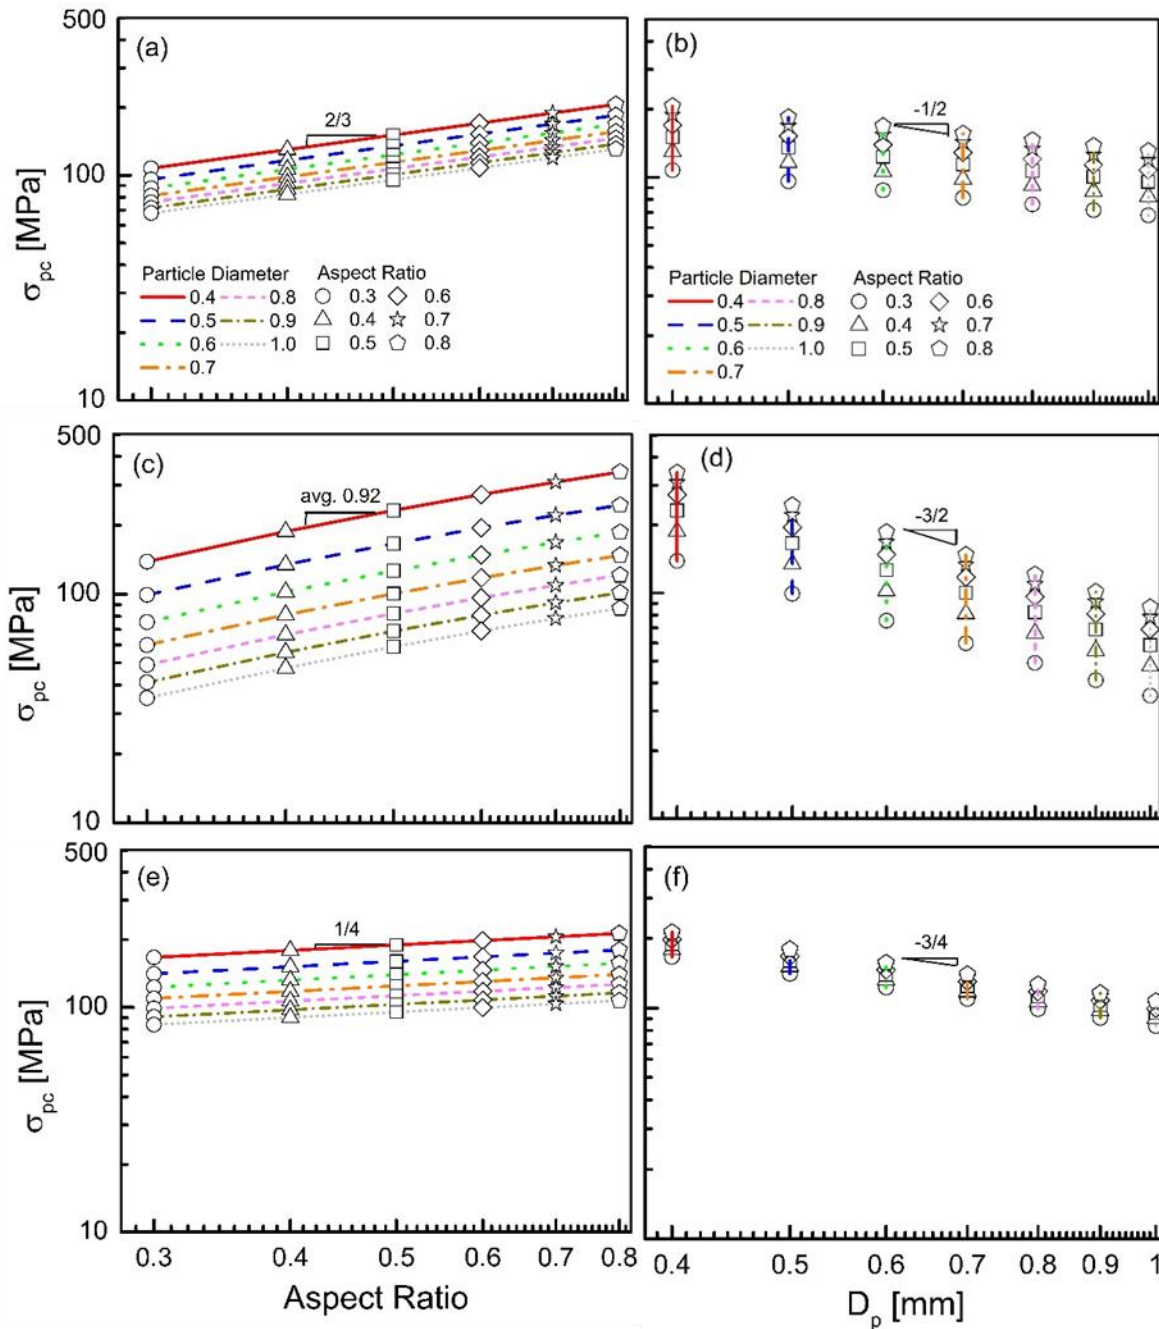 500
(a)
2/3
100
σpc [MPa]
Particle Diameter
Aspect Ratio
0.4 0.8 0.3 0.6
0.5 0.9 0.4 0.7
0.6 1.0 0.5 0.8
0.7
10
(b)
-1/2
Particle Diameter
Aspect Ratio
0.4 0.8 0.3 0.6
0.5 0.9 0.4 0.7
0.6 1.0 0.5 0.8
0.7
500
(c)
avg. 0.92
100
σpc [MPa]
10
(d)
-3/2
500
(e)
1/4
100
σpc [MPa]
10
0.3 0.4 0.5 0.6 0.7 0.8
Aspect Ratio
(f)
-3/4
0.4 0.5 0.6 0.7 0.8 0.9 1
Dp [mm]